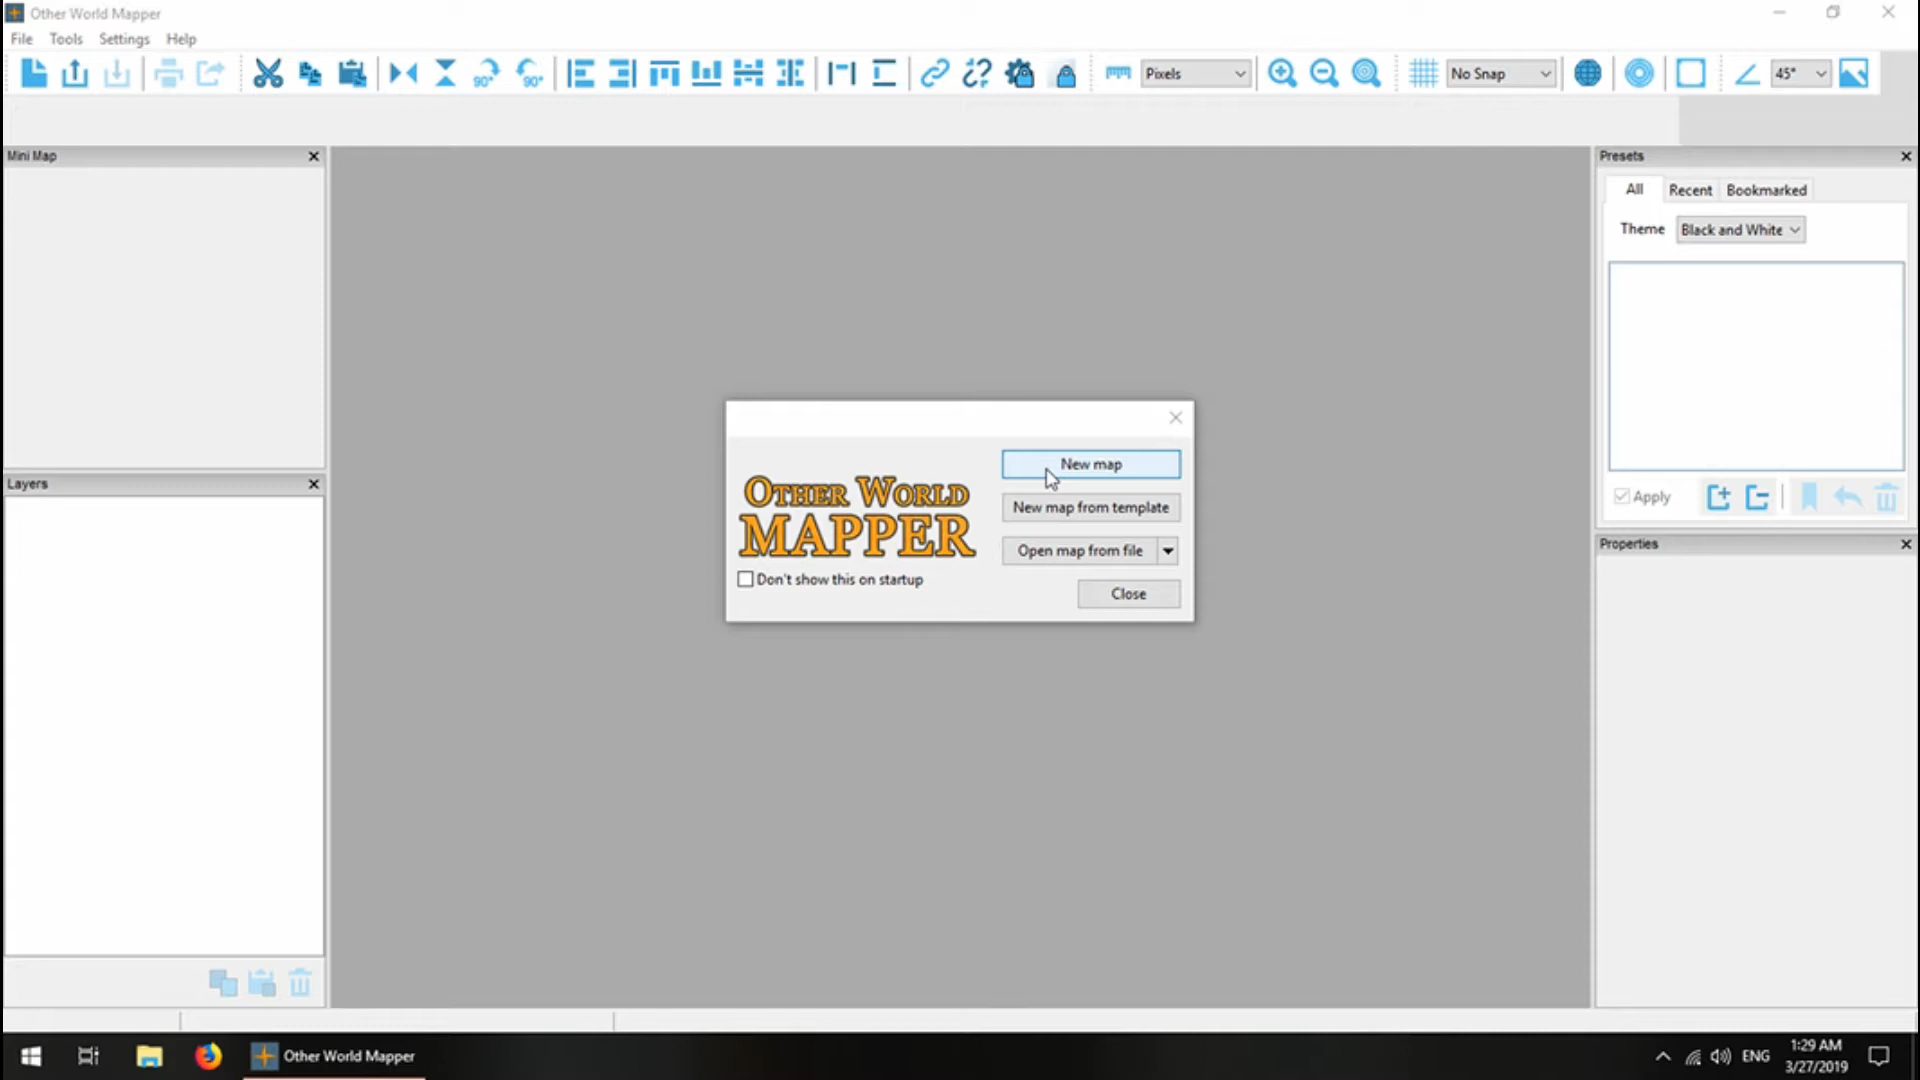 Other World Mapper
File Tools Settings Help
90° 90° Pixels No Snap 45°
Mini Map
Layers
Presets
All Recent Bookmarked
Theme Black and White
Apply
Properties
OTHER WORLD
MAPPER
Don't show this on startup
New map
New map from template
Open map from file
Close
Other World Mapper
ENG
1:29 AM
3/27/2019